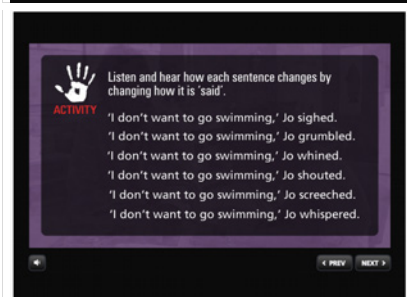 Listen and hear how each sentence changes by
changing how it is 'said'.
ACTIVITY
'I don't want to go swimming,' Jo sighed.
'I don't want to go swimming,' Jo grumbled.
'I don't want to go swimming,' Jo whined.
'I don't want to go swimming,' Jo shouted.
'I don't want to go swimming,' Jo screeched.
'I don't want to go swimming,' Jo whispered.
< PREV
NEXT >